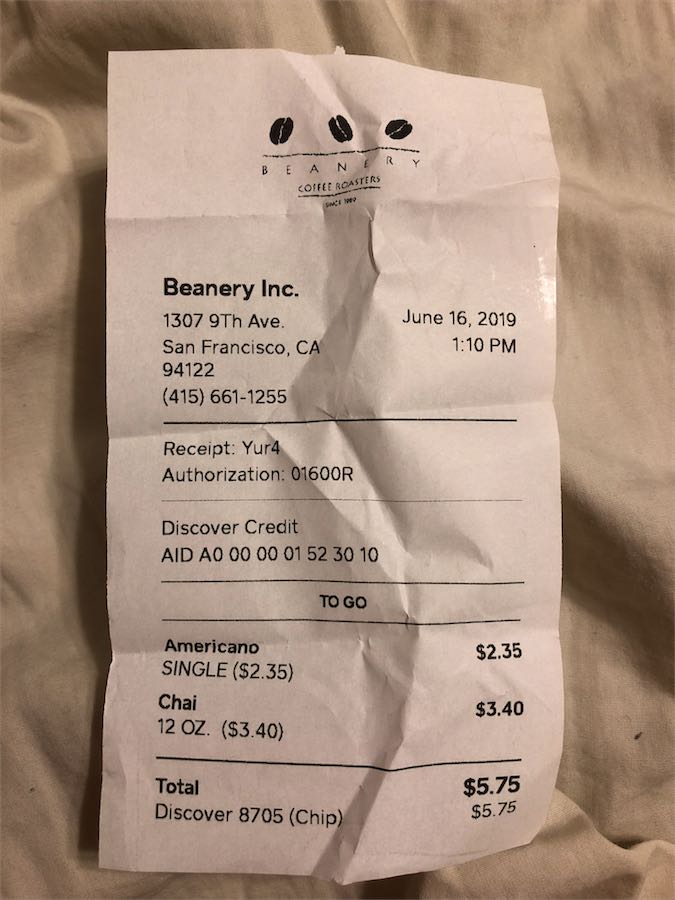 BEANERY
COFFEE ROASTERS
SINCE 1989
Beanery Inc.
1307 9Th Ave.
June 16, 2019
San Francisco, CA
1:10 PM
94122
(415) 661-1255
Receipt: Yur4
Authorization: 01600R
Discover Credit
AID A0 00 00 01 52 30 10
TO GO
Americano $2.35
SINGLE ($2.35)
Chai $3.40
12 OZ. ($3.40)
Total $5.75
Discover 8705 (Chip) $5.75